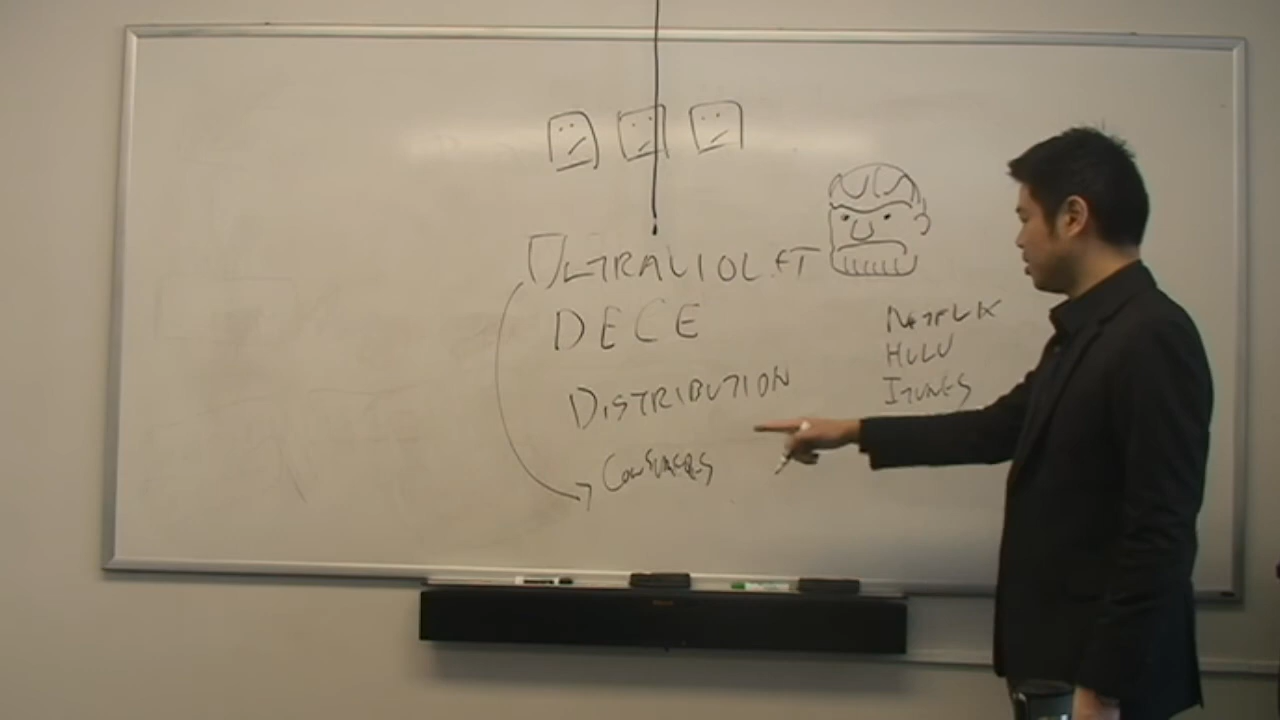 ULTRAVIOLET
DECE
DISTRIBUTION
CONSUMERS
NETFLIX
HULU
ITUNES